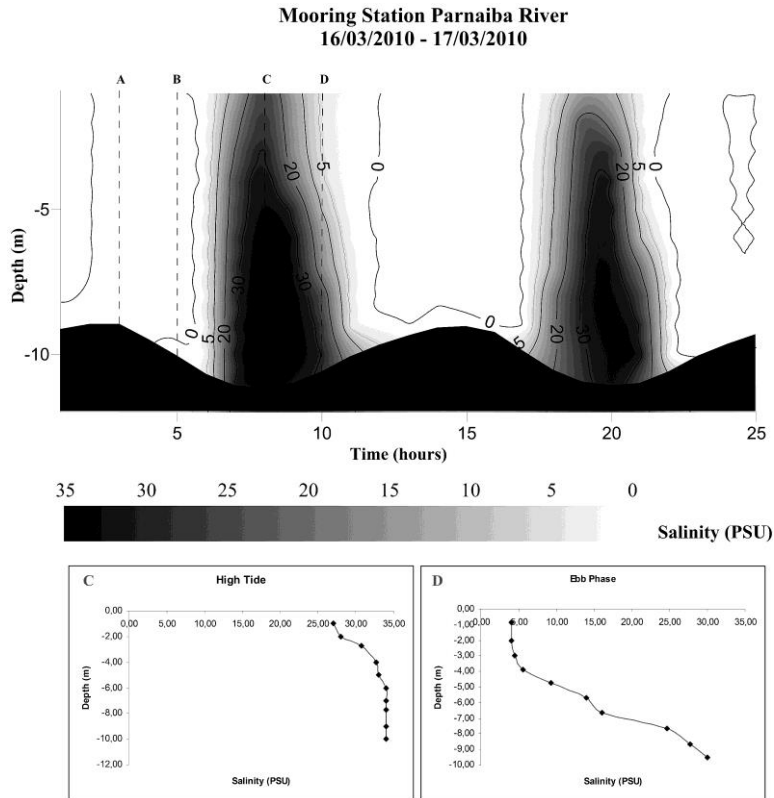 Mooring Station Parnaiba River
16/03/2010 - 17/03/2010
A B C D
0 20 5 0 20 5 0
-5
Depth (m)
30 30
0 5 20 0 5 20 30 0
-10
5 10 15 20 25
Time (hours)
35 30 25 20 15 10 5 0
Salinity (PSU)
C High Tide
0,00
0,00 5,00 10,00 15,00 20,00 25,00 30,00 35,00
-2,00
-4,00
-6,00
-8,00
-10,00
-12,00
Depth (m)
Salinity (PSU)
D Ebb Phase
0,00
0,00 5,00 10,00 15,00 20,00 25,00 30,00 35,00
-1,00
-2,00
-3,00
-4,00
-5,00
-6,00
-7,00
-8,00
-9,00
-10,00
Depth (m)
Salinity (PSU)